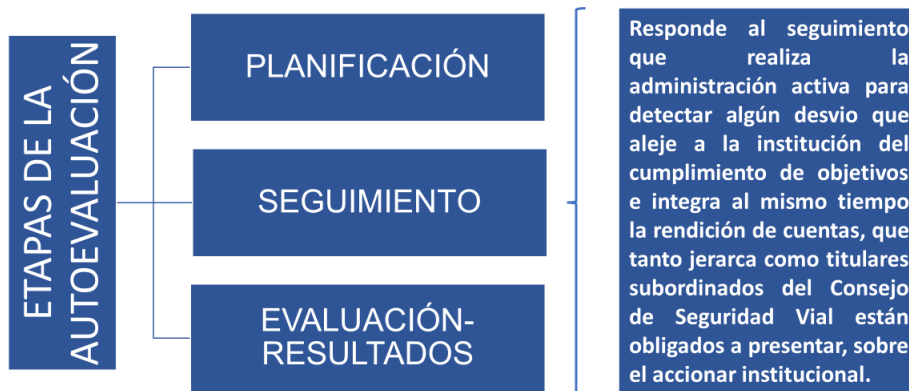 ETAPAS DE LA
AUTOEVALUACIÓN
PLANIFICACIÓN
SEGUIMIENTO
EVALUACIÓN-
RESULTADOS
Responde al seguimiento
que realiza la
administración activa para
detectar algún desvio que
aleje a la institución del
cumplimiento de objetivos
e integra al mismo tiempo
la rendición de cuentas, que
tanto jerarca como titulares
subordinados del Consejo
de Seguridad Vial están
obligados a presentar, sobre
el accionar institucional.